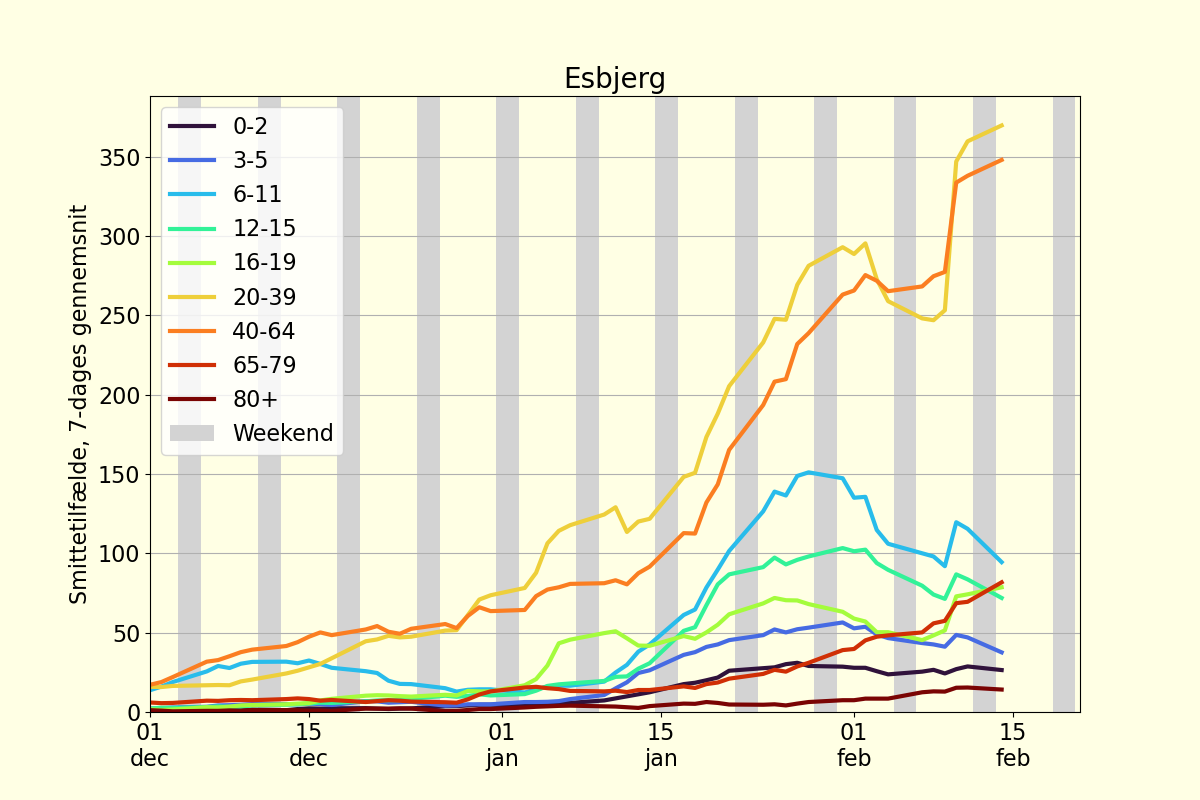 Esbjerg
Smittetilfælde, 7-dages gennemsnit
350
300
250
200
150
100
50
0
0-2
3-5
6-11
12-15
16-19
20-39
40-64
65-79
80+
Weekend
01
dec
15
dec
01
jan
15
jan
01
feb
15
feb